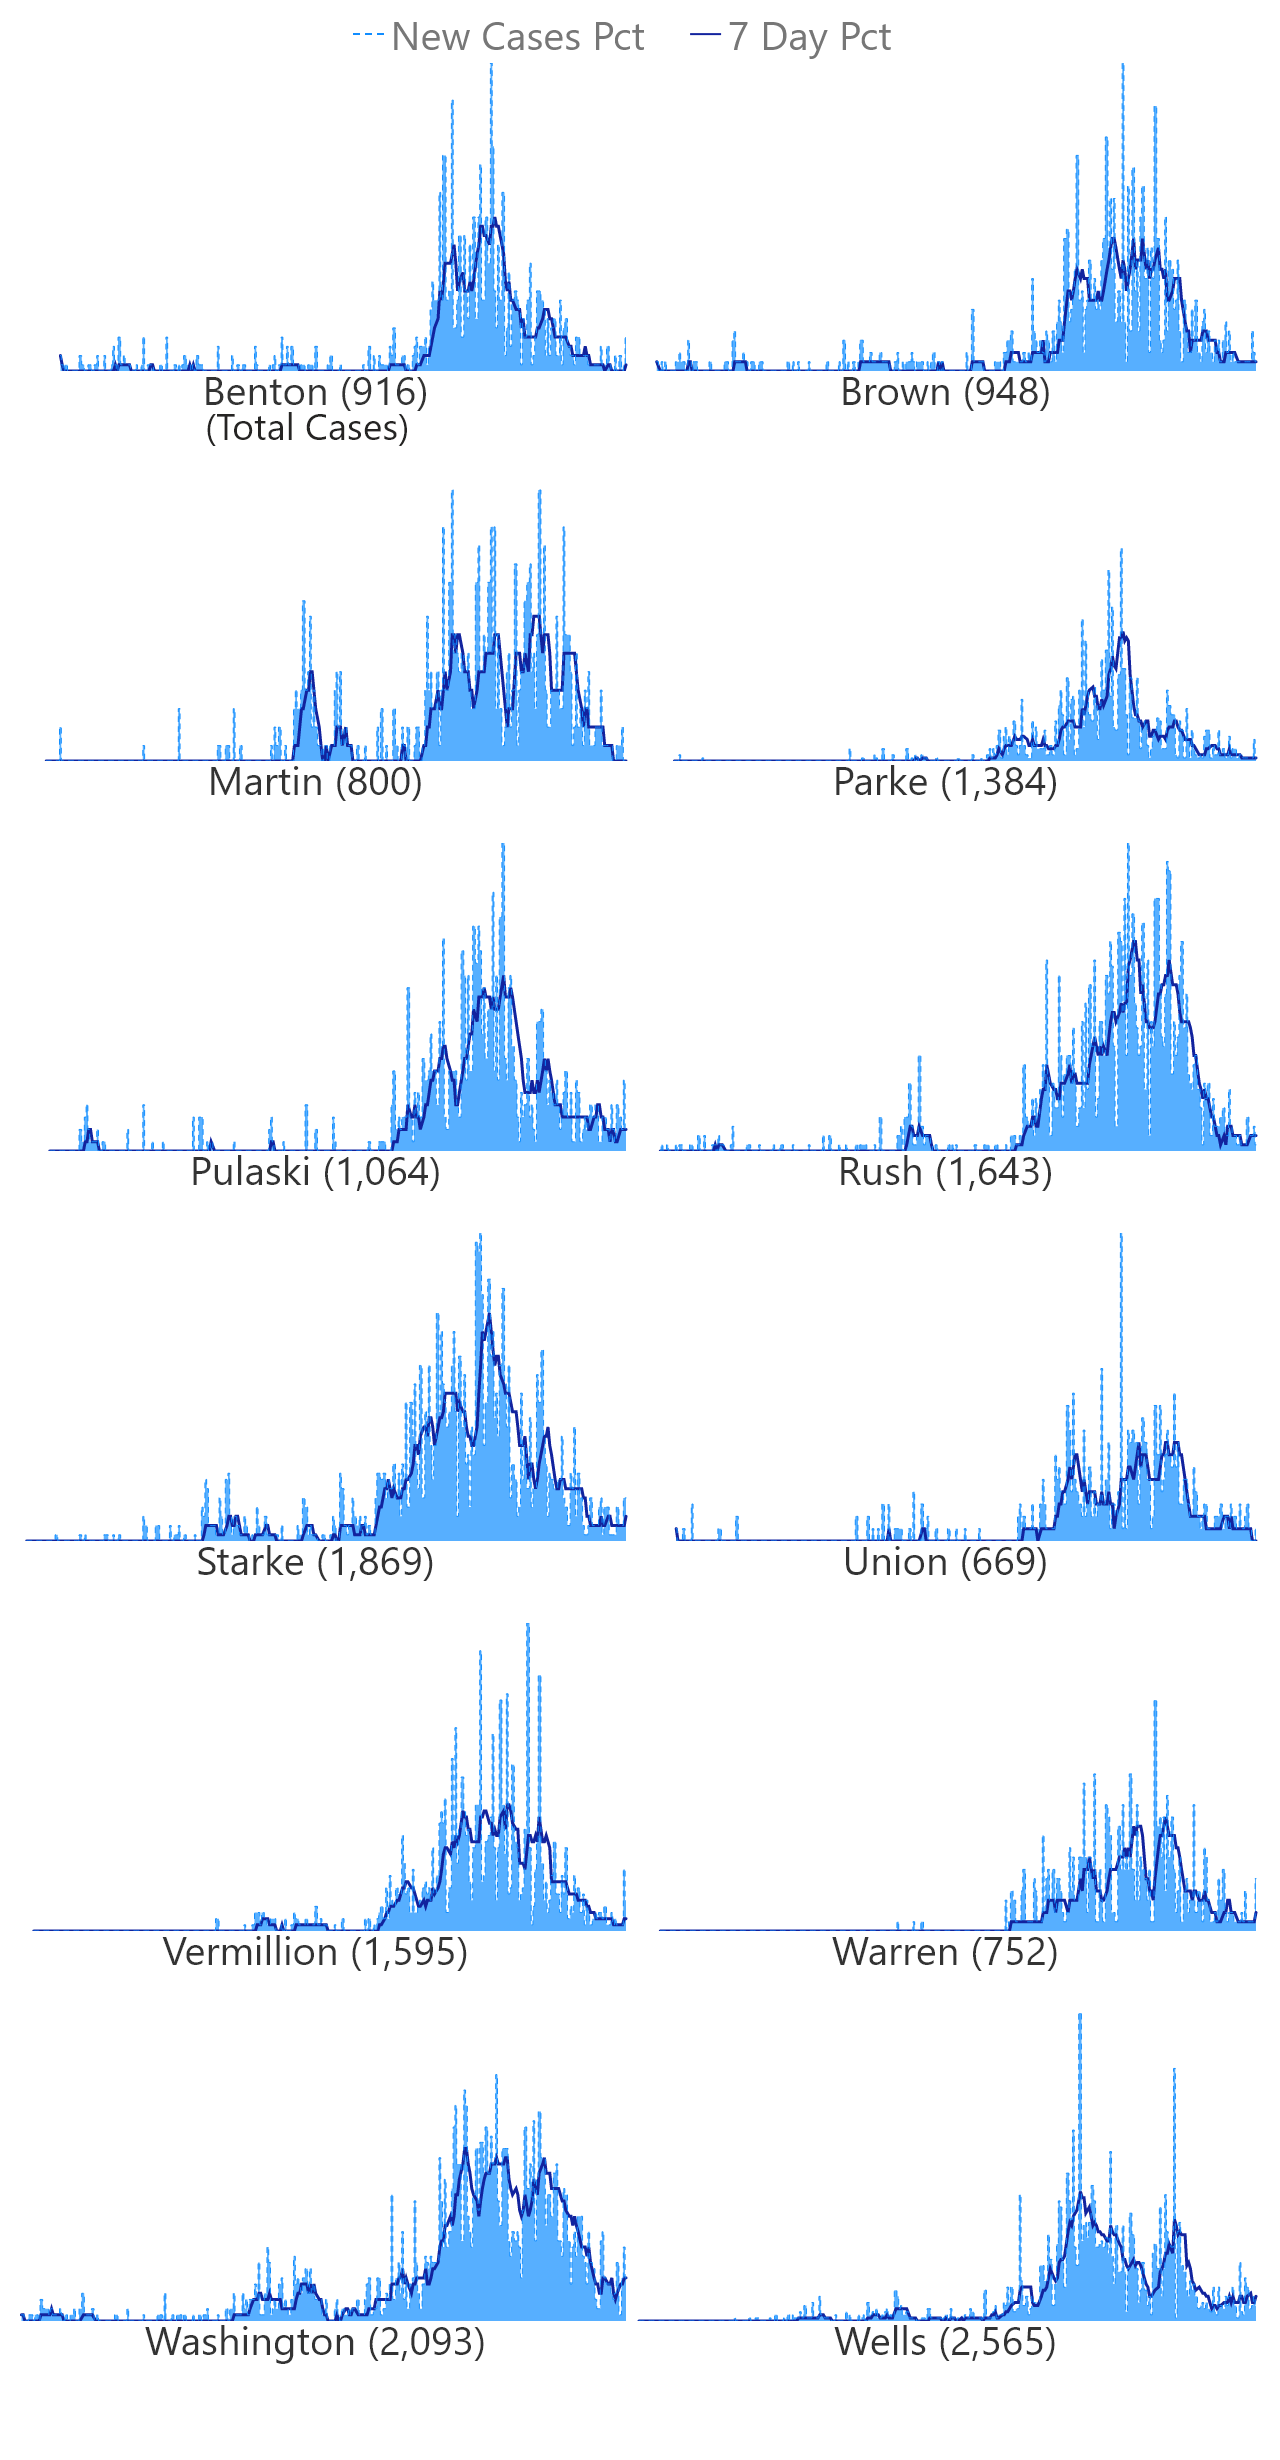 New Cases Pct 7 Day Pct
Benton (916) Brown (948)
(Total Cases)
Martin (800) Parke (1,384)
Pulaski (1,064) Rush (1,643)
Starke (1,869) Union (669)
Vermillion (1,595) Warren (752)
Washington (2,093) Wells (2,565)